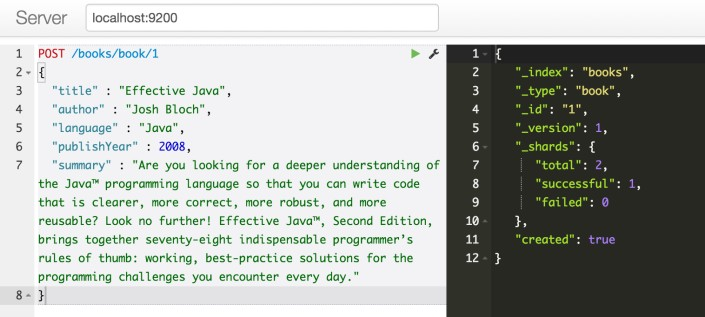 Server localhost:9200
1 POST /books/book/1
2 {
3 "title" : "Effective Java",
4 "author" : "Josh Bloch",
5 "language" : "Java",
6 "publishYear" : 2008,
7 "summary" : "Are you looking for a deeper understanding of
the Java™ programming language so that you can write code
that is clearer, more correct, more robust, and more
reusable? Look no further! Effective Java™, Second Edition,
brings together seventy-eight indispensable programmer's
rules of thumb: working, best-practice solutions for the
programming challenges you encounter every day."
8 }
1 {
2 "_index": "books",
3 "_type": "book",
4 "_id": "1",
5 "_version": 1,
6 "_shards": {
7 "total": 2,
8 "successful": 1,
9 "failed": 0
10 },
11 "created": true
12 }